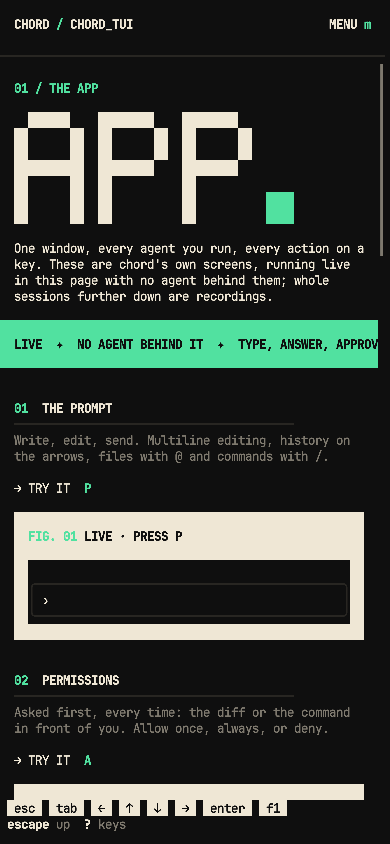 CHORD / CHORD_TUI MENU m
01 / THE APP
APP.
One window, every agent you run, every action on a
key. These are chord's own screens, running live
in this page with no agent behind them; whole
sessions further down are recordings.
LIVE ✦ NO AGENT BEHIND IT ✦ TYPE, ANSWER, APPROV
01 THE PROMPT
Write, edit, send. Multiline editing, history on
the arrows, files with @ and commands with /.
→ TRY IT P
FIG. 01 LIVE · PRESS P
›
02 PERMISSIONS
Asked first, every time: the diff or the command
in front of you. Allow once, always, or deny.
→ TRY IT A
esc tab ← ↑ ↓ → enter f1
escape up ? keys